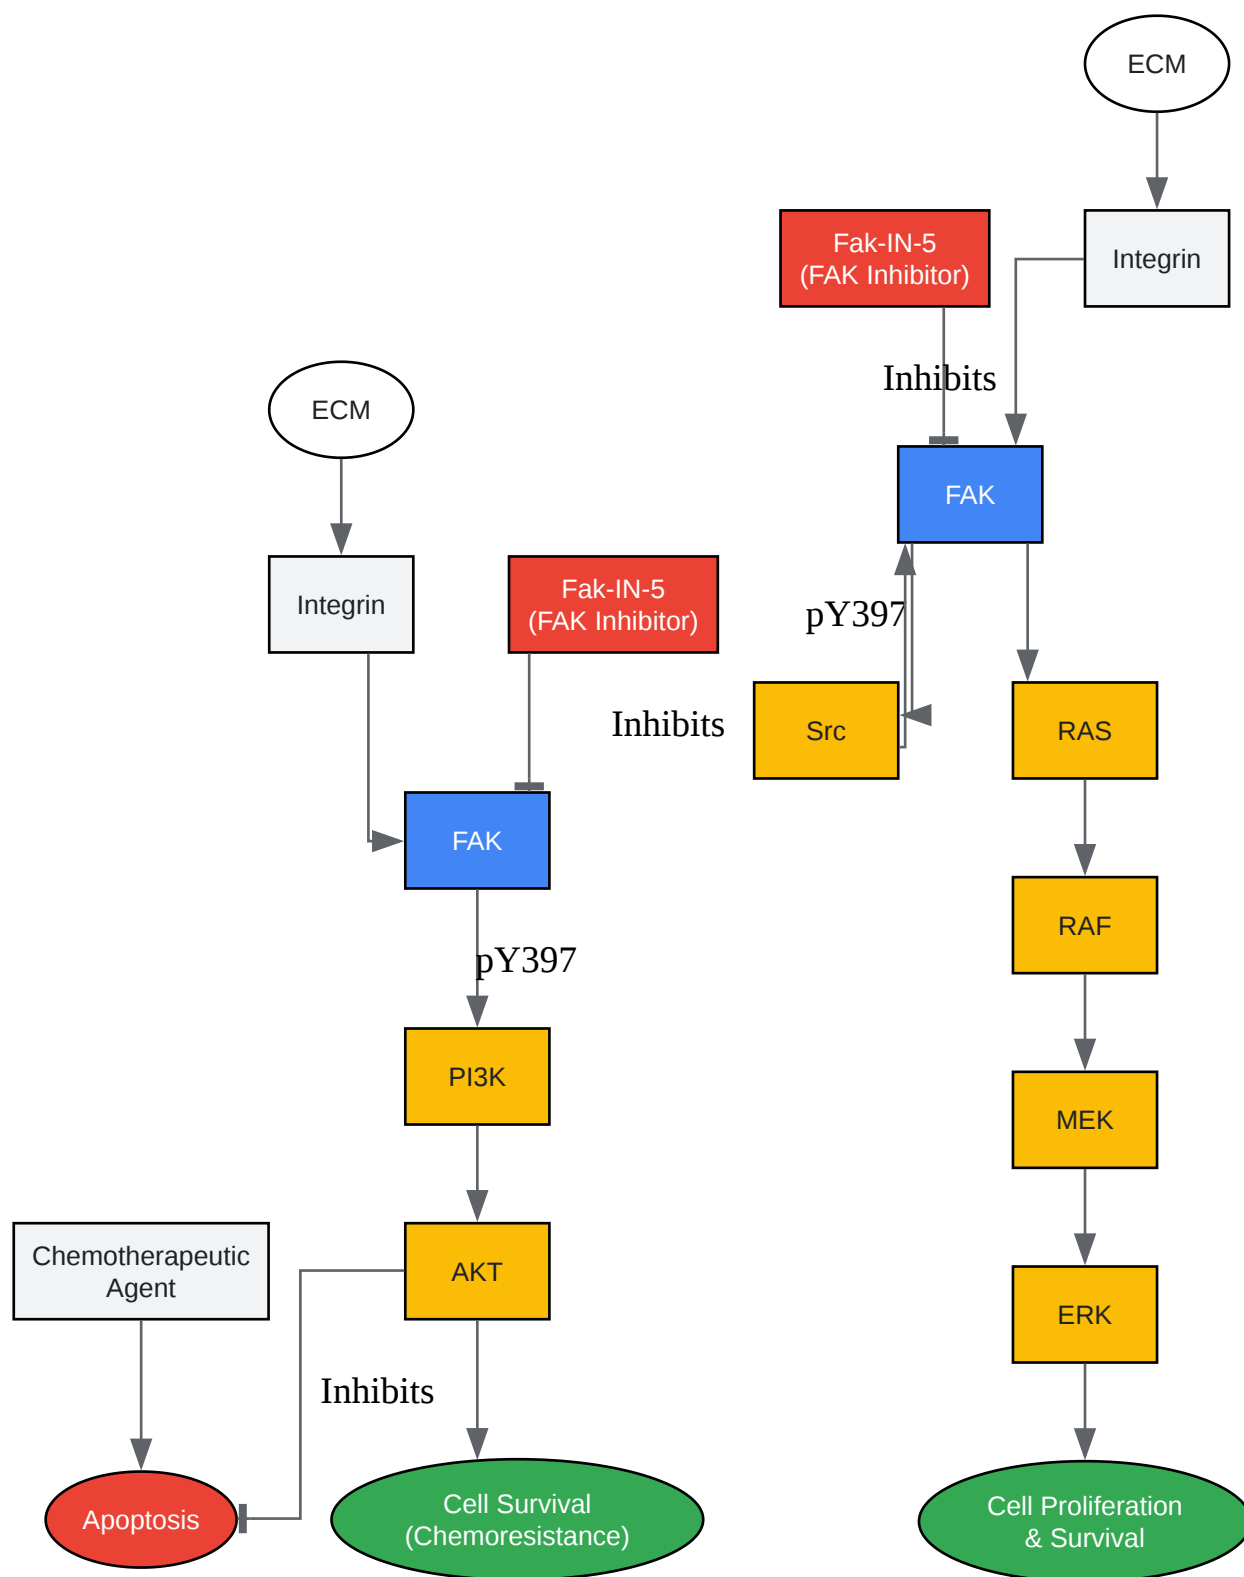 ECM
Fak-IN-5
(FAK Inhibitor)
Integrin
Inhibits
FAK
pY397
Src
RAS
RAF
MEK
ERK
Cell Proliferation
& Survival
ECM
Integrin
Fak-IN-5
(FAK Inhibitor)
Inhibits
FAK
pY397
PI3K
Chemotherapeutic
Agent
AKT
Inhibits
Apoptosis
Cell Survival
(Chemoresistance)